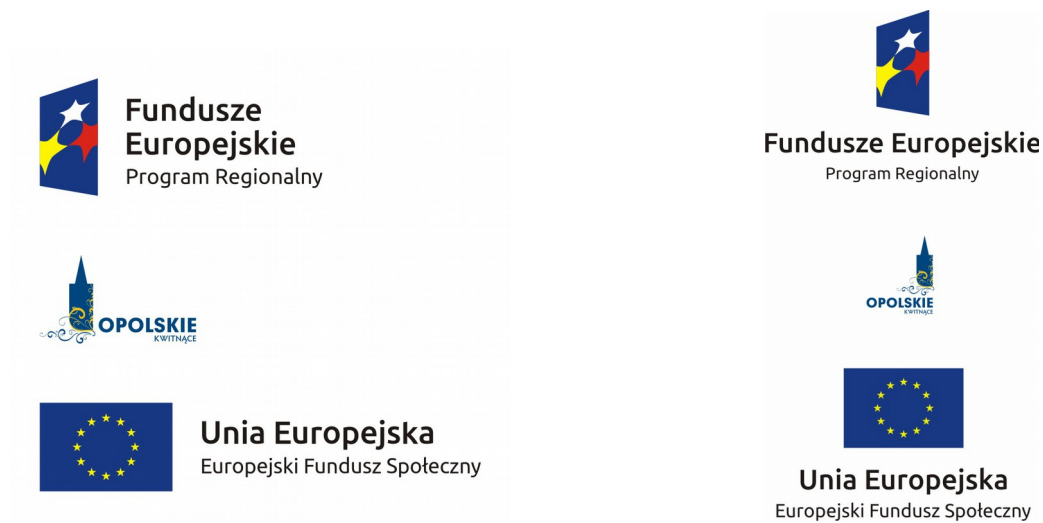 Fundusze
Europejskie
Program Regionalny
OPOLSKIE
KWITNĄCE
Unia Europejska
Europejski Fundusz Społeczny
Fundusze Europejskie
Program Regionalny
OPOLSKIE
KWITNĄCE
Unia Europejska
Europejski Fundusz Społeczny